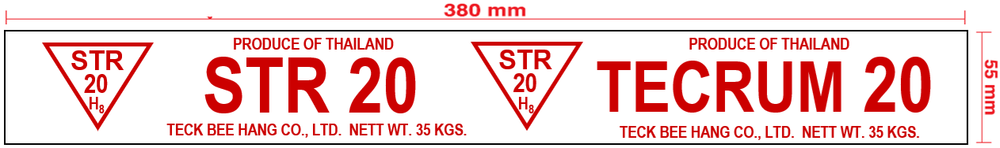 380 mm
STR
20
H8
PRODUCE OF THAILAND
STR 20
TECK BEE HANG CO., LTD. NETT WT. 35 KGS.
STR
20
H8
PRODUCE OF THAILAND
TECRUM 20
TECK BEE HANG CO., LTD. NETT WT. 35 KGS.
55 mm